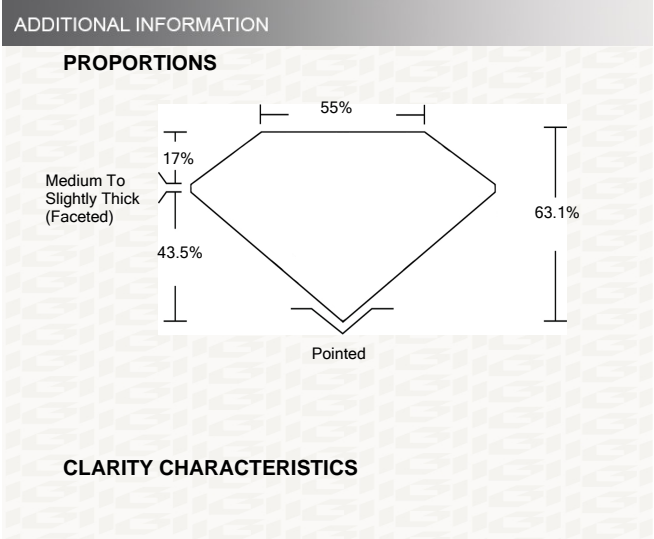 ADDITIONAL INFORMATION
PROPORTIONS
55%
17%
Medium To
Slightly Thick
(Faceted)
63.1%
43.5%
Pointed
CLARITY CHARACTERISTICS